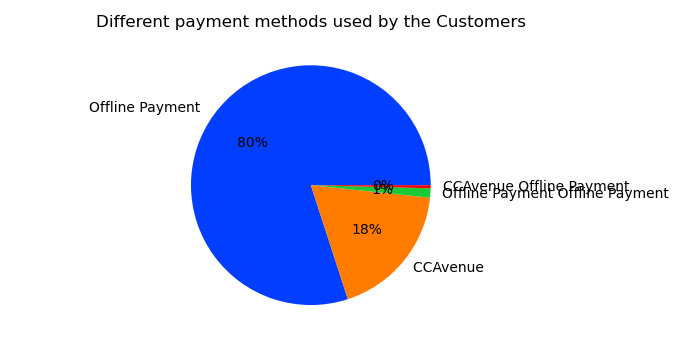 Different payment methods used by the Customers
Offline Payment
80%
0%
CCAvenue Offline Payment
1%
Offline Payment Offline Payment
18%
CCAvenue